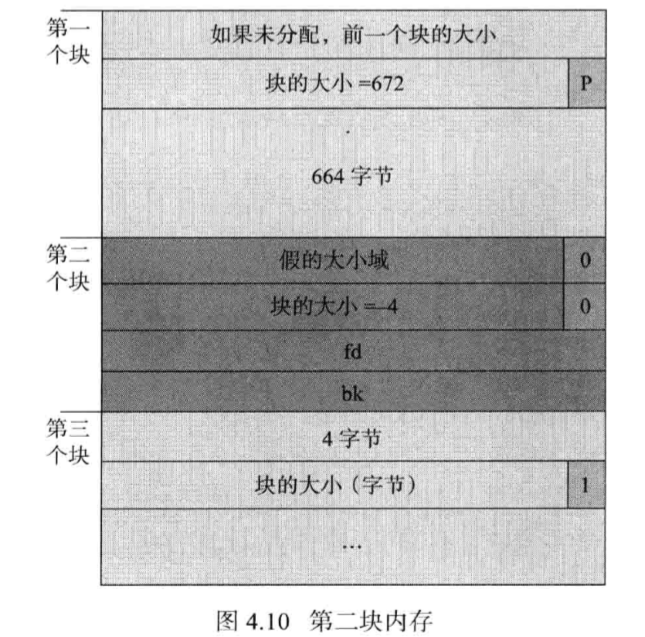 第一
个块
如果未分配，前一个块的大小
块的大小 =672
P
664 字节
第二
个块
假的大小域
0
块的大小 =-4
0
fd
bk
第三
个块
4 字节
块的大小（字节）
1
...
图 4.10 第二块内存